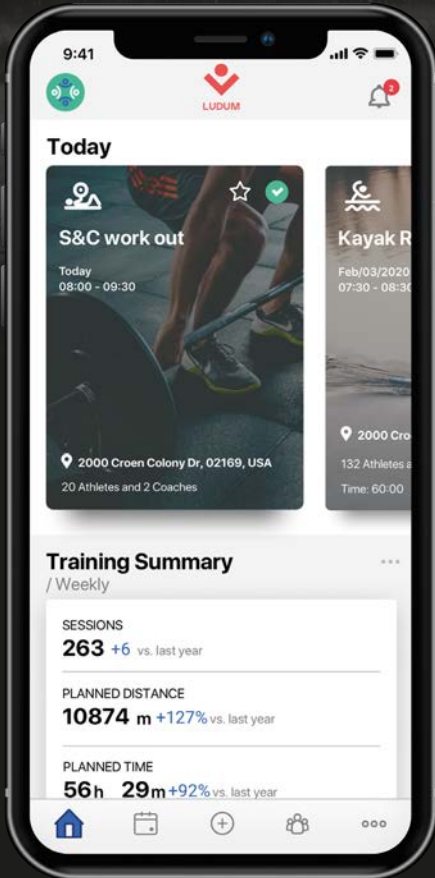 9:41
LUDUM
2
Today
S&C work out
Today
08:00 - 09:30
2000 Croen Colony Dr, 02169, USA
20 Athletes and 2 Coaches
Kayak R
Feb/03/2020
07:30 - 08:30
2000 Cro
132 Athletes a
Time: 60:00
Training Summary
/ Weekly
SESSIONS
263 +6 vs. last year
PLANNED DISTANCE
10874 m +127% vs. last year
PLANNED TIME
56h 29m +92% vs. last year